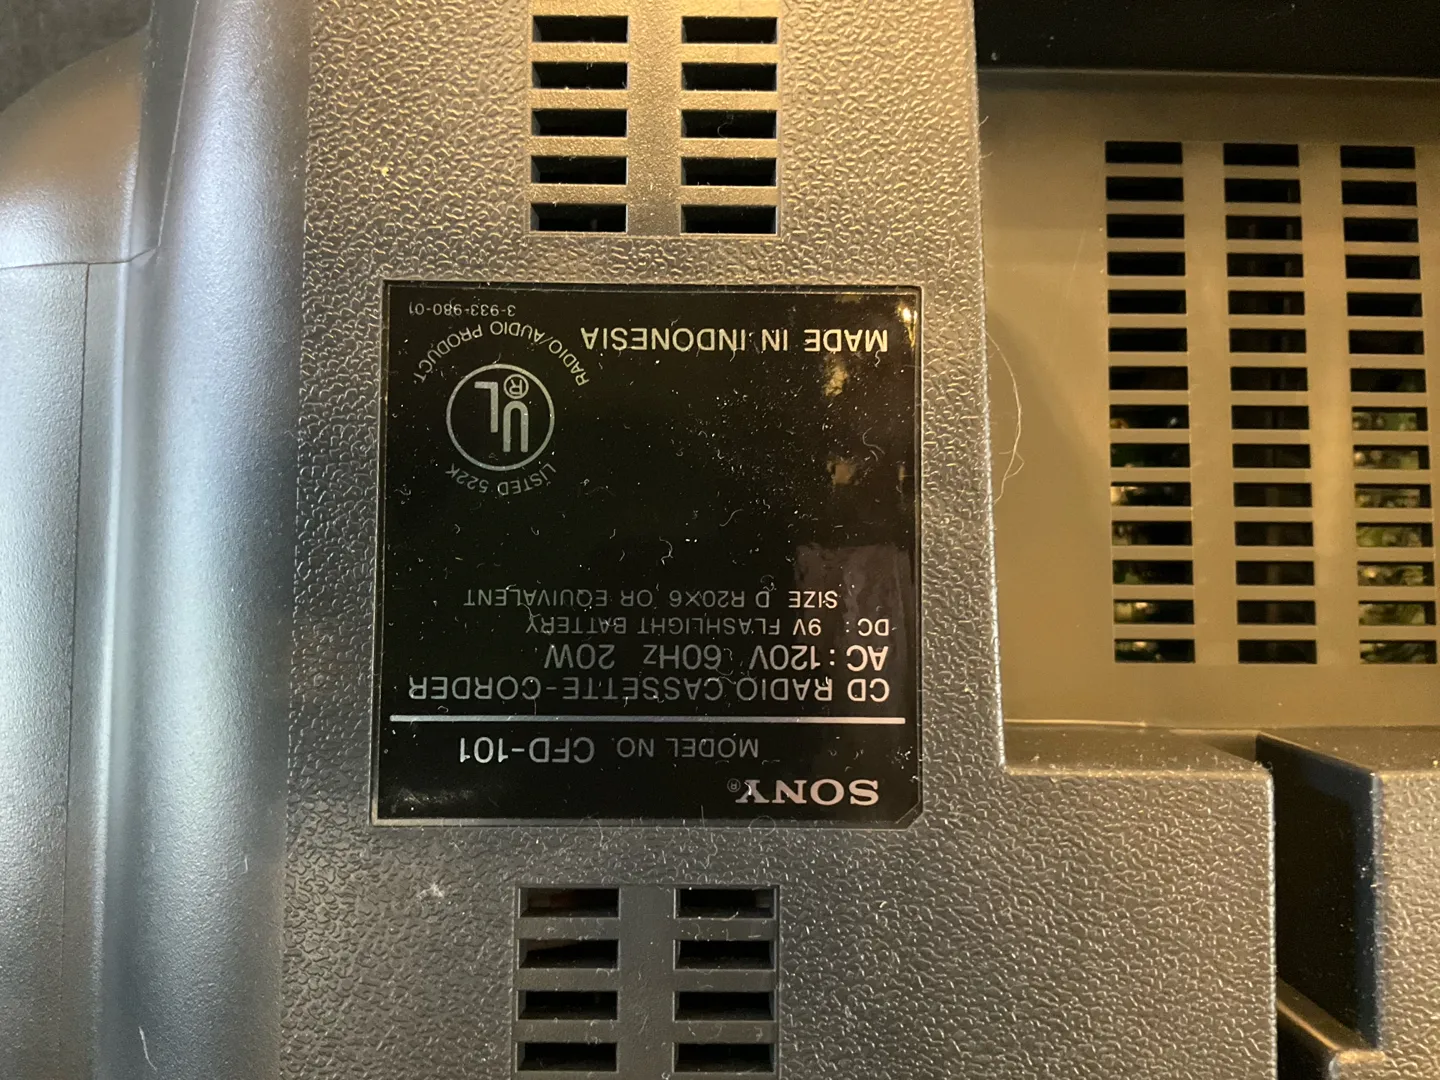 SONY®
MODEL NO. CFD-101
CD RADIO CASSETTE-CORDER
AC: 120V 60Hz 20W
DC: 9V FLASHLIGHT BATTERY
SIZE D R20×6 OR EQUIVALENT
LISTED 522K
UL®
RADIO/AUDIO PRODUCT
MADE IN INDONESIA
3-933-980-01